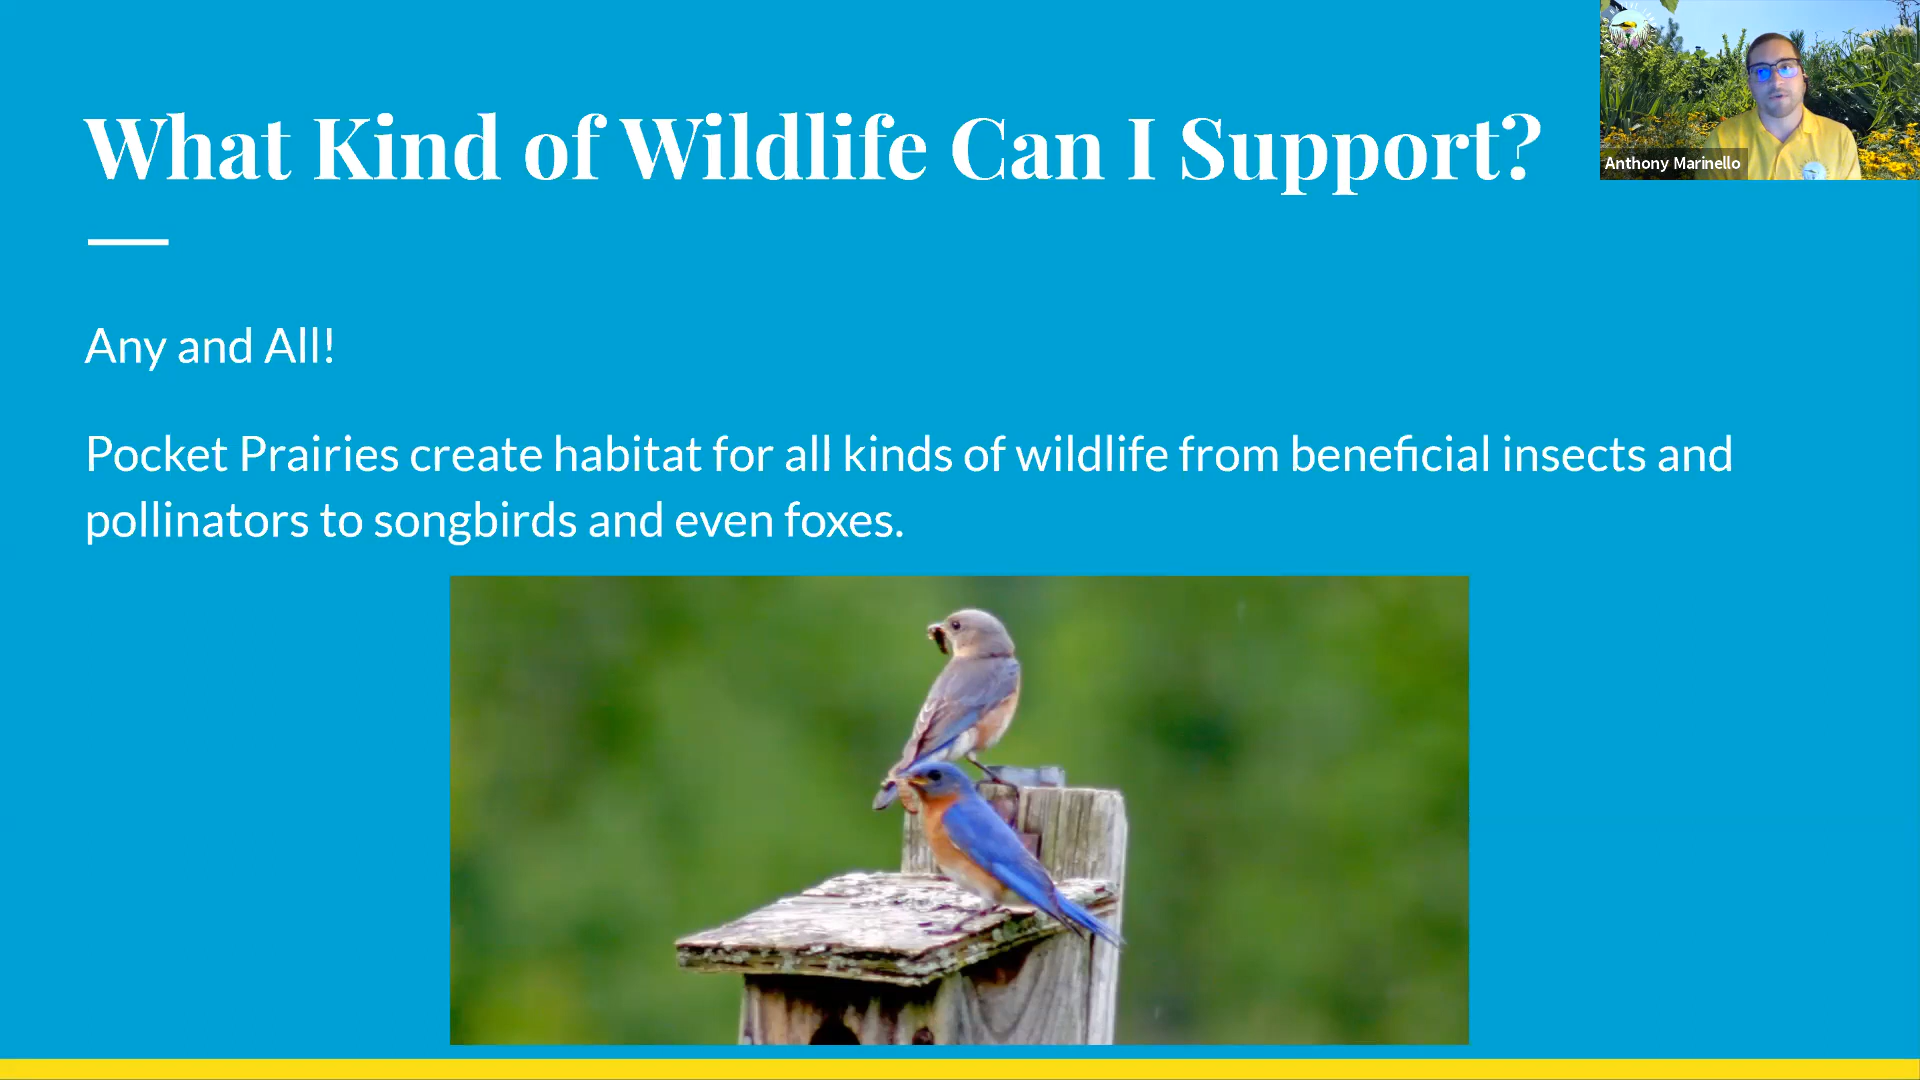 What Kind of Wildlife Can I Support?
Anthony Marinello
Any and All!
Pocket Prairies create habitat for all kinds of wildlife from beneficial insects and
pollinators to songbirds and even foxes.